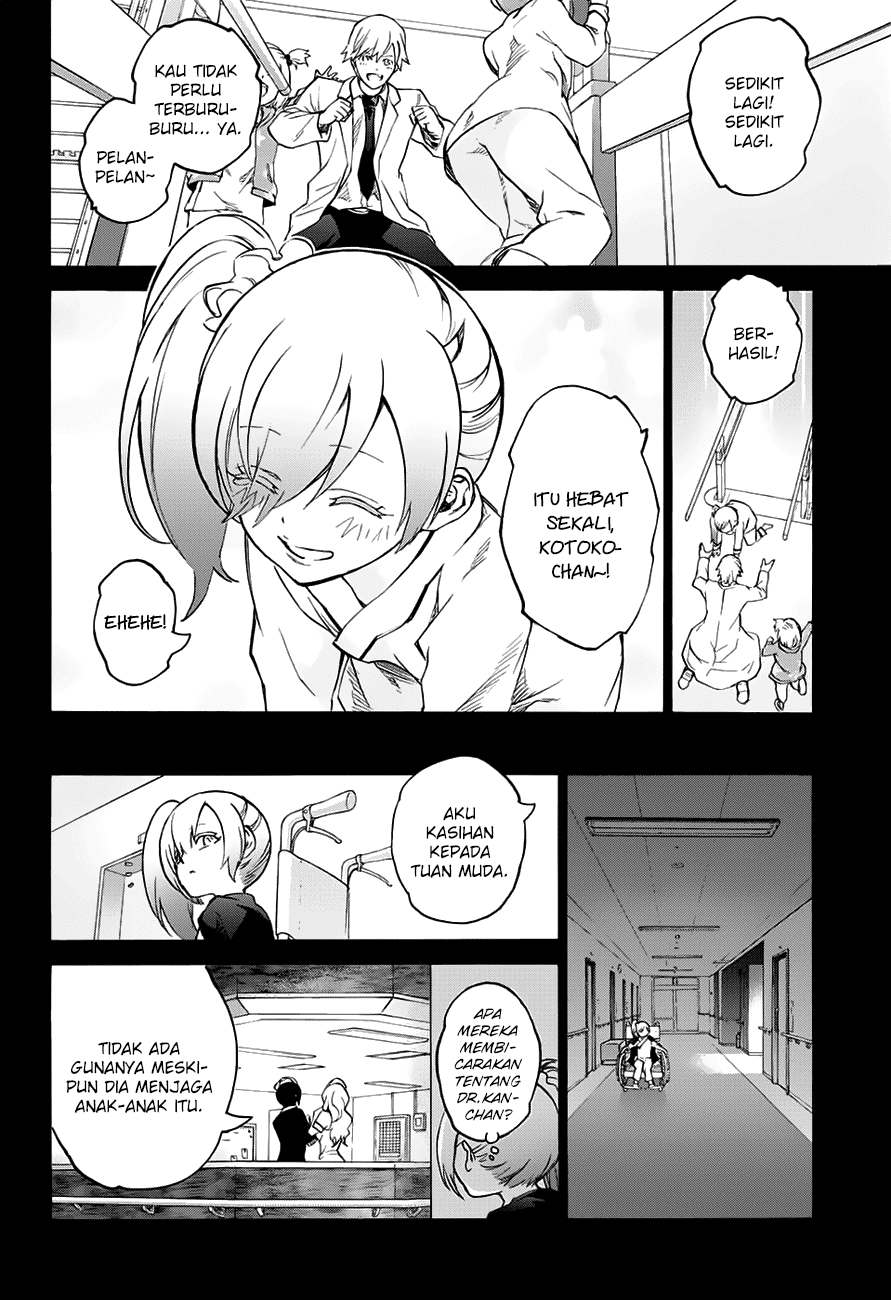 SEDIKIT
LAGI!
SEDIKIT
LAGI.
KAU TIDAK
PERLU
TERBURU-
BURU... YA.
PELAN-
PELAN~
BER-
HASIL!
ITU HEBAT
SEKALI,
KOTOKO-
CHAN~!
EHEHE!
AKU
KASIHAN
KEPADA
TUAN MUDA.
APA
MEREKA
MEMBI-
CARAKAN
TENTANG
DR.KAN-
CHAN?
TIDAK ADA
GUNANYA MESKI-
PUN DIA MENJAGA
ANAK-ANAK ITU.